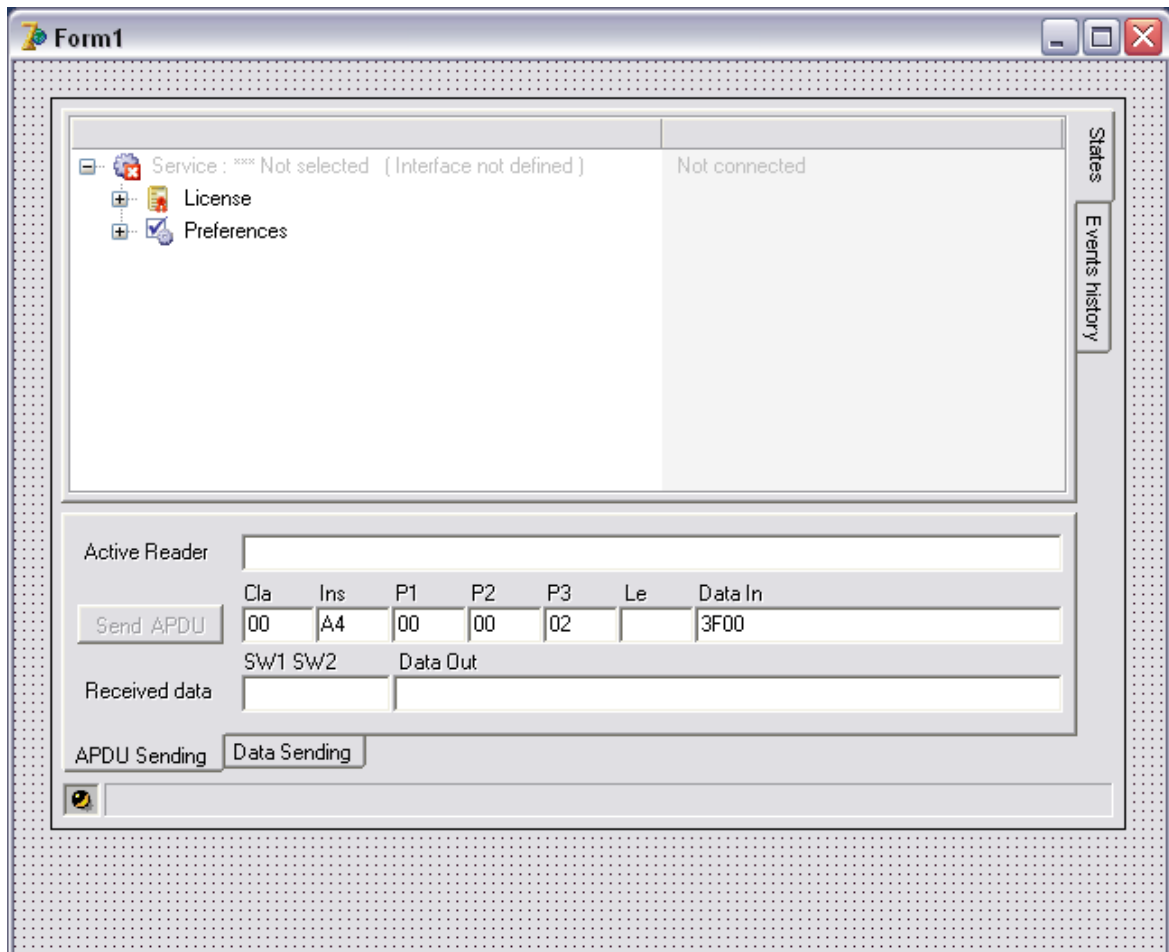 Form1
Service : *** Not selected ( Interface not defined ) Not connected
License
Preferences
States
Events history
Active Reader
Cla Ins P1 P2 P3 Le Data In
Send APDU 00 A4 00 00 02 3F00
SW1 SW2 Data Out
Received data
APDU Sending Data Sending